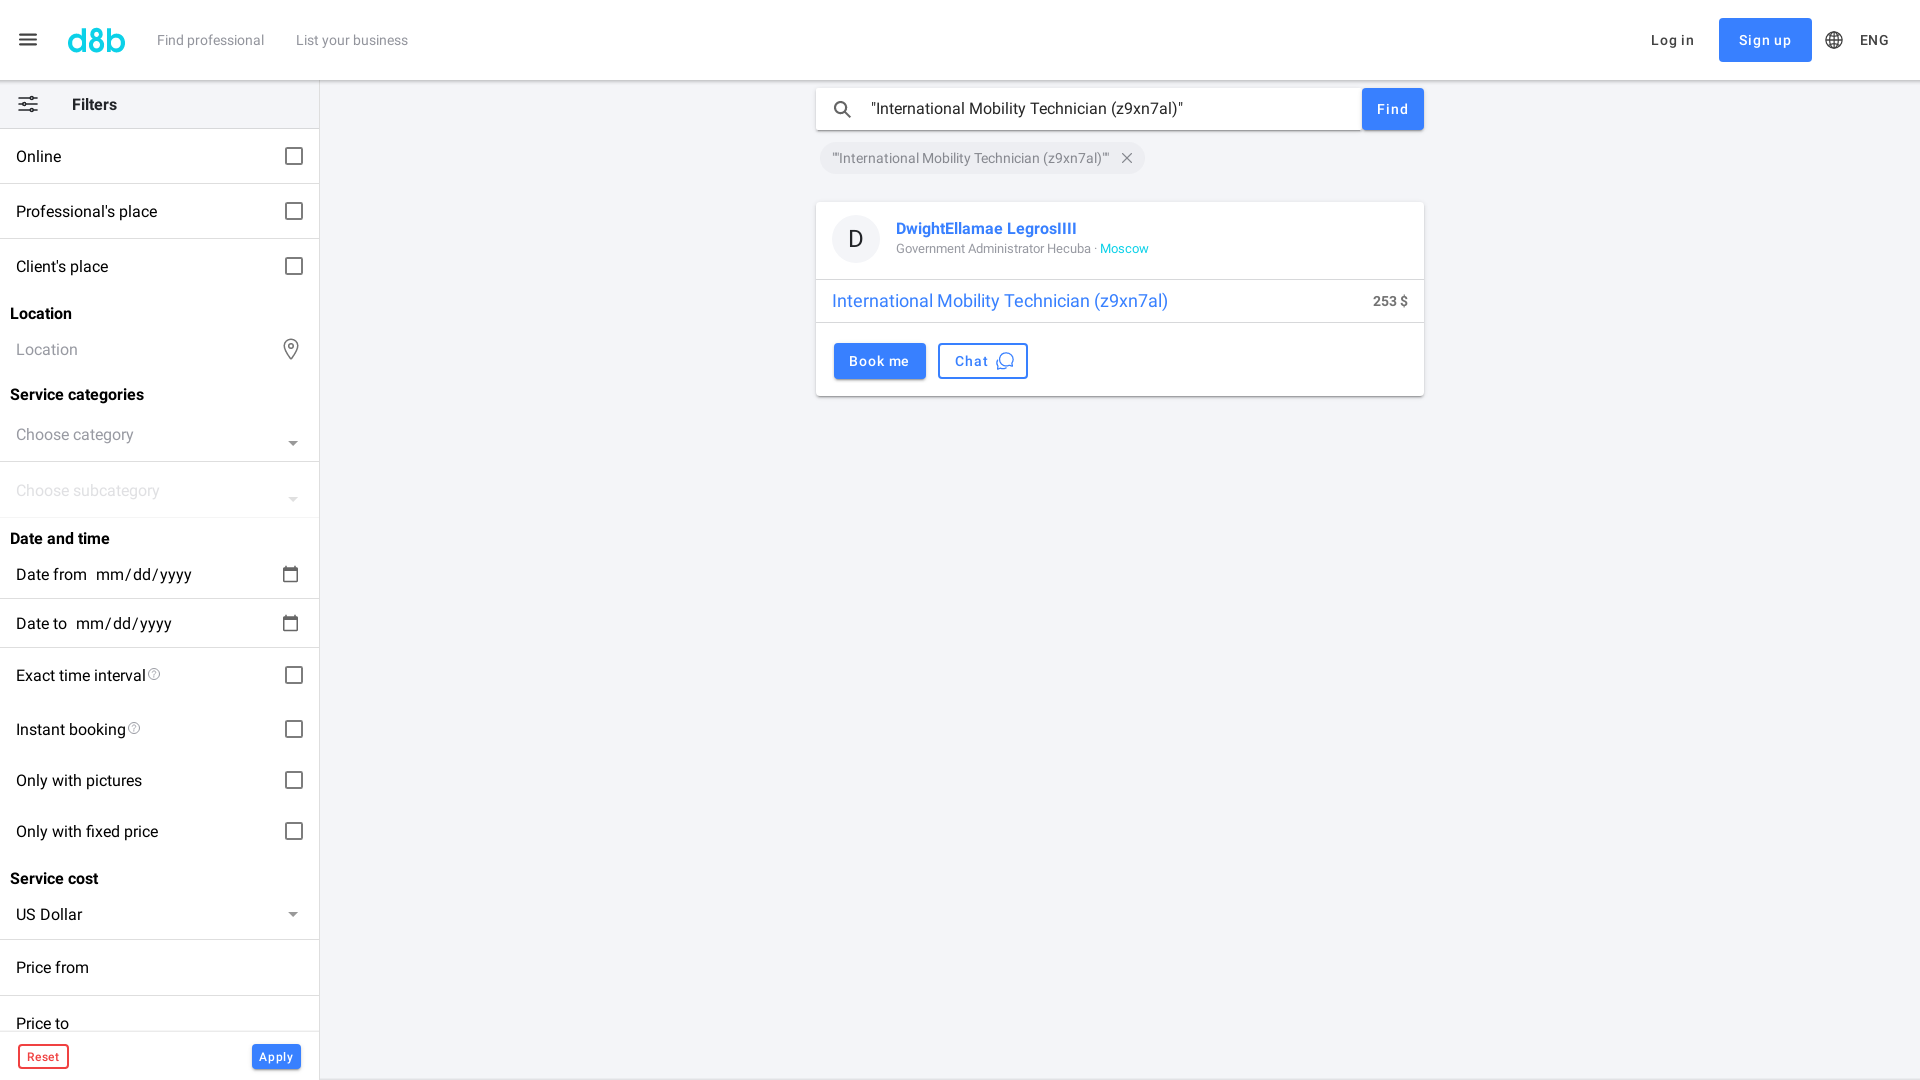 d8b
Find professional
List your business
Log in
Sign up
ENG
Filters
Online
Professional's place
Client's place
Location
Location
Service categories
Choose category
Choose subcategory
Date and time
Date from mm/dd/yyyy
Date to mm/dd/yyyy
Exact time interval
Instant booking
Only with pictures
Only with fixed price
Service cost
US Dollar
Price from
Price to
Reset
Apply
"International Mobility Technician (z9xn7al)"
Find
""International Mobility Technician (z9xn7al)""
D
DwightEllamae LegrosIIII
Government Administrator Hecuba · Moscow
International Mobility Technician (z9xn7al)
253 $
Book me
Chat